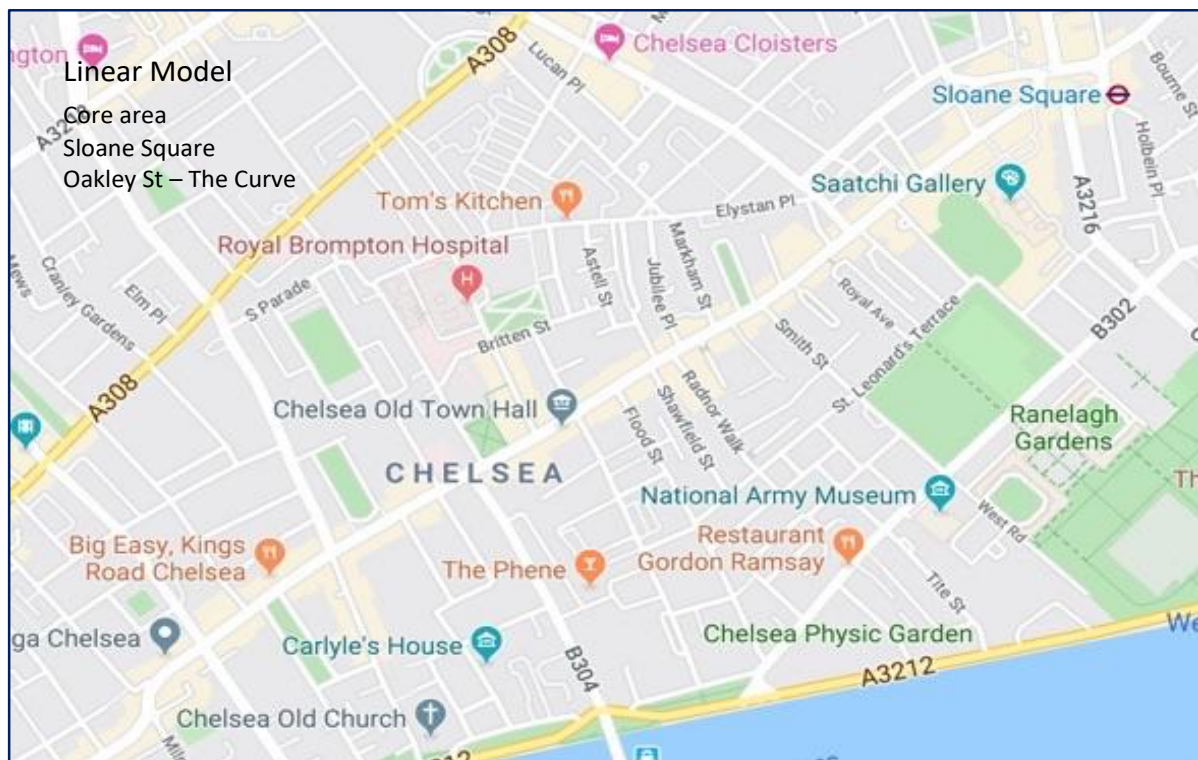 Linear Model
Core area
Sloane Square
Oakley St – The Curve
A308
Lucan Pl
Chelsea Cloisters
Bourne St
Sloane Square
Holbein Pl
Saatchi Gallery
A3216
Tom's Kitchen
Elystan Pl
Royal Brompton Hospital
H
Astell St
Jubilee Pl
Markham St
Mews
Cranley Gardens
Elm Pl
S Parade
Britten St
Royal Ave
Smith St
St. Leonard's Terrace
B302
A308
Chelsea Old Town Hall
Flood St
Shawfield St
Radnor Walk
Ranelagh
Gardens
CHELSEA
National Army Museum
West Rd
Big Easy, Kings
Road Chelsea
The Phene
Restaurant
Gordon Ramsay
Tite St
Carlyle's House
B304
Chelsea Physic Garden
A3212
Chelsea Old Church